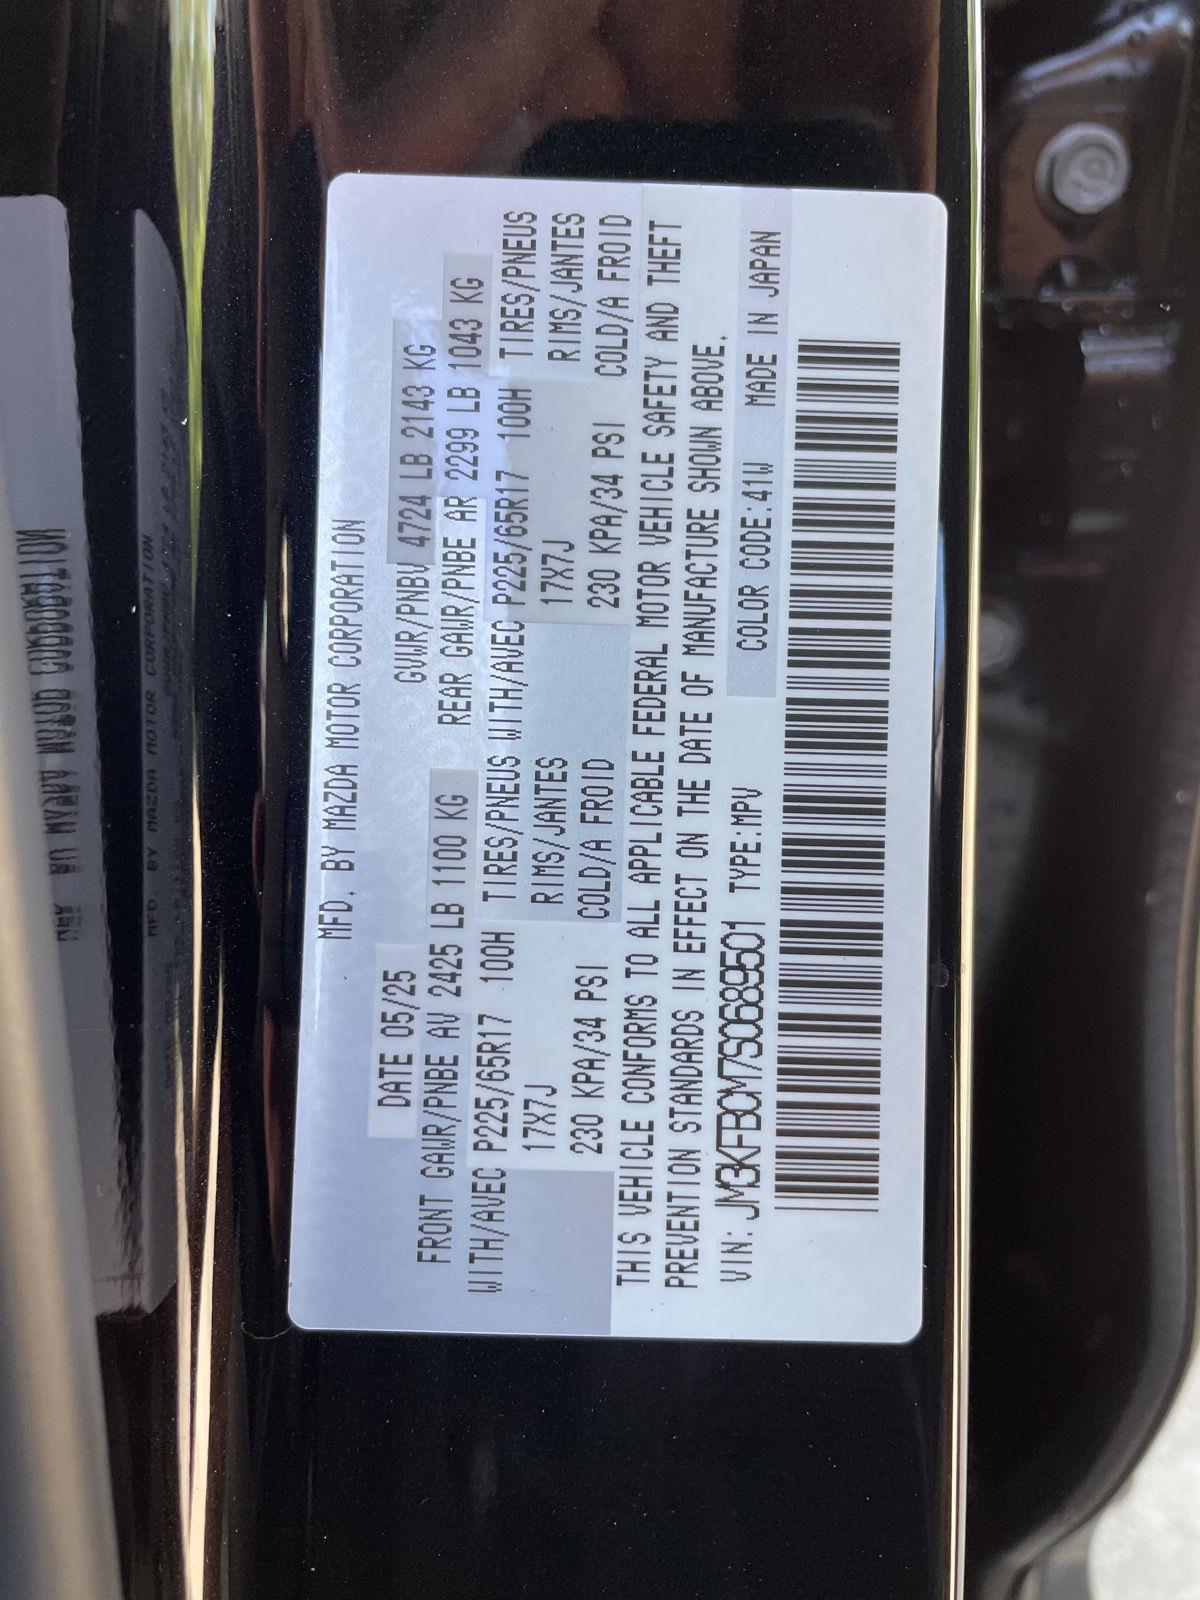 MFD. BY MAZDA MOTOR CORPORATION
DATE 05/25 GVWR/PNBV 4724 LB 2143 KG
FRONT GAWR/PNBE AV 2425 LB 1100 KG REAR GAWR/PNBE AR 2299 LB 1043 KG
WITH/AVEC P225/65R17 100H TIRES/PNEUS WITH/AVEC P225/65R17 100H TIRES/PNEUS
17X7J RIMS/JANTES 17X7J RIMS/JANTES
230 KPA/34 PSI COLD/A FROID 230 KPA/34 PSI COLD/A FROID
THIS VEHICLE CONFORMS TO ALL APPLICABLE FEDERAL MOTOR VEHICLE SAFETY AND THEFT
PREVENTION STANDARDS IN EFFECT ON THE DATE OF MANUFACTURE SHOWN ABOVE.
VIN: JM3KFBCM7S0689501 TYPE:MPV COLOR CODE:41W MADE IN JAPAN
MFD. BY MAZDA MOTOR CORPORATION